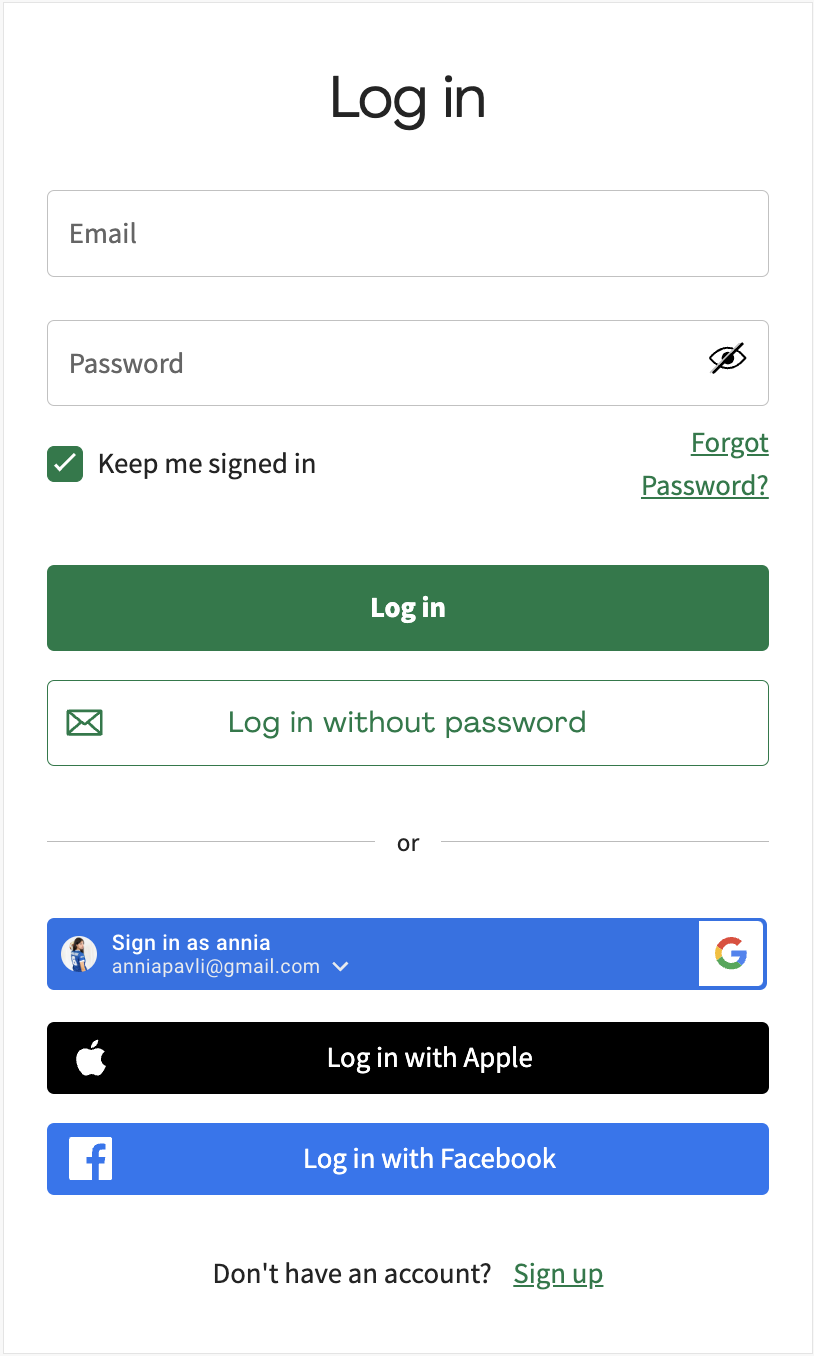 Log in
Email
Password
Keep me signed in
Forgot
Password?
Log in
Log in without password
or
Sign in as annia
anniapavli@gmail.com
Log in with Apple
Log in with Facebook
Don't have an account? Sign up